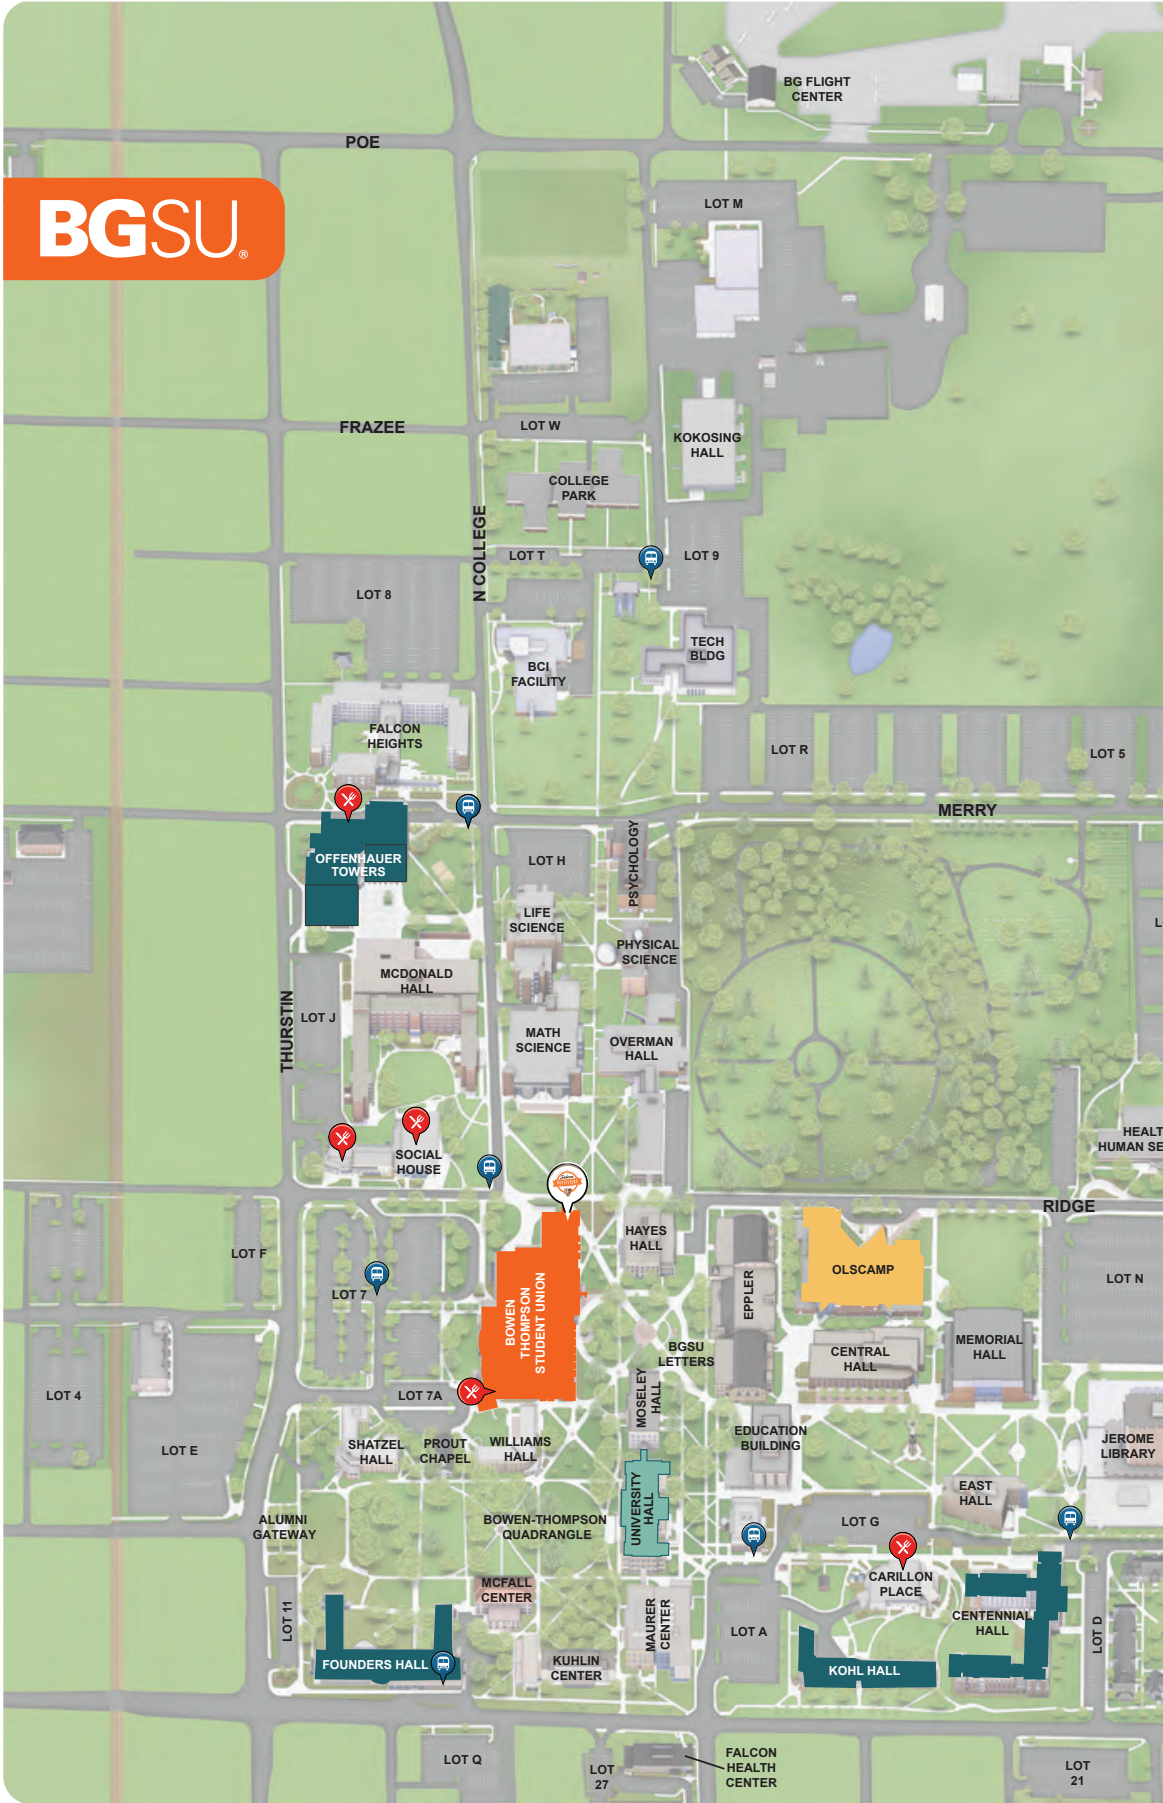 BG FLIGHT
CENTER
POE
BGSU®
LOT M
FRAZEE
LOT W
KOKOSING
HALL
COLLEGE
PARK
N COLLEGE
LOT T
LOT 9
LOT 8
TECH
BLDG
BCI
FACILITY
FALCON
HEIGHTS
LOT R
LOT 5
MERRY
OFFENHAUER
TOWERS
LOT H
PSYCHOLOGY
LIFE
SCIENCE
PHYSICAL
SCIENCE
MCDONALD
HALL
THURSTIN
LOT J
MATH
SCIENCE
OVERMAN
HALL
SOCIAL
HOUSE
HEALT
HUMAN SE
RIDGE
LOT F
HAYES
HALL
LOT 7
BOWEN
THOMPSON
STUDENT UNION
EPPLER
OLSCAMP
LOT N
BGSU
LETTERS
CENTRAL
HALL
MEMORIAL
HALL
LOT 4
LOT 7A
MOSELEY
HALL
LOT E
SHATZEL
HALL
PROUT
CHAPEL
WILLIAMS
HALL
EDUCATION
BUILDING
JEROME
LIBRARY
EAST
HALL
ALUMNI
GATEWAY
BOWEN-THOMPSON
QUADRANGLE
UNIVERSITY
HALL
LOT G
CARILLON
PLACE
MCFALL
CENTER
LOT 11
MAURER
CENTER
LOT A
CENTENNIAL
HALL
LOT D
FOUNDERS HALL
KUHLIN
CENTER
KOHL HALL
LOT Q
LOT
27
FALCON
HEALTH
CENTER
LOT
21